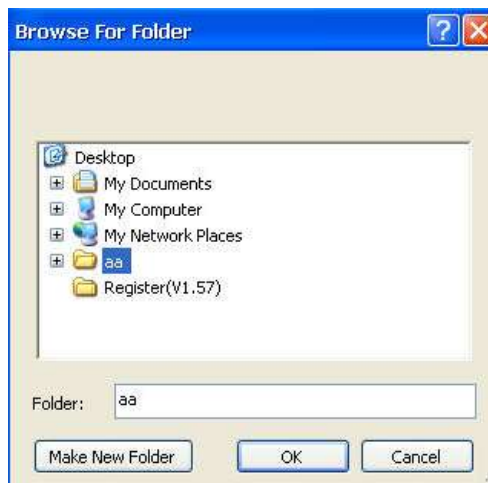 Browse For Folder
Desktop
My Documents
My Computer
My Network Places
aa
Register(V1.57)
Folder: aa
Make New Folder OK Cancel